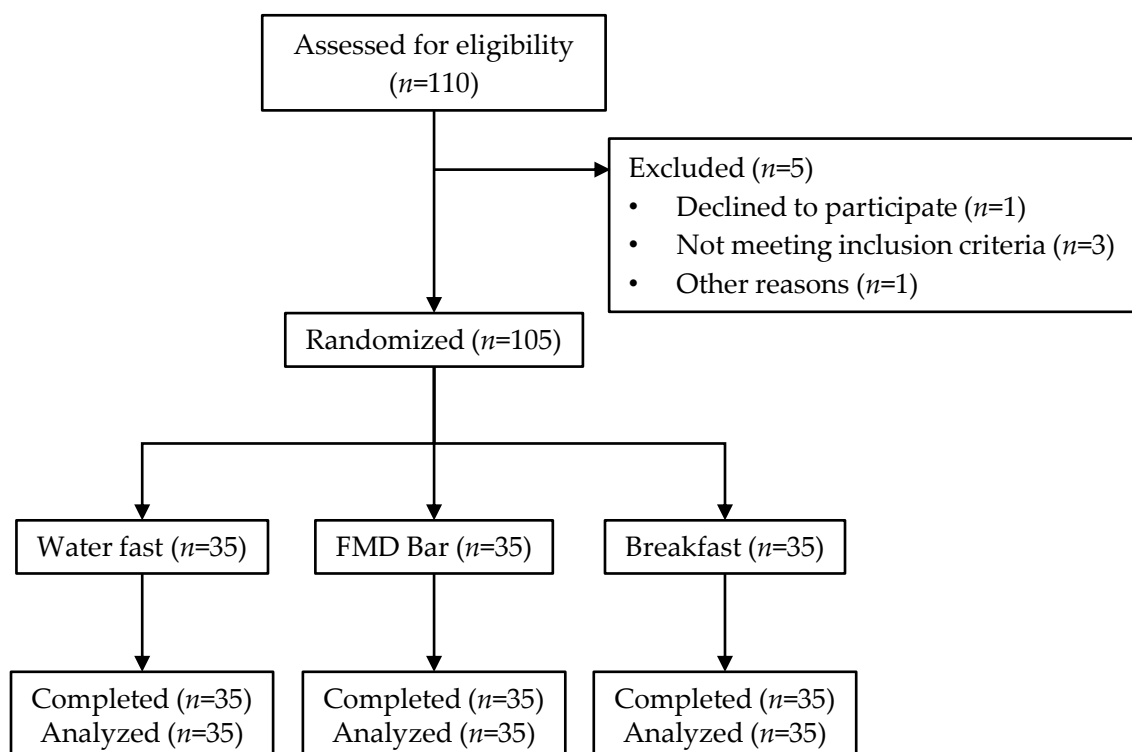 Assessed for eligibility
(n=110)
Excluded (n=5)
• Declined to participate (n=1)
• Not meeting inclusion criteria (n=3)
• Other reasons (n=1)
Randomized (n=105)
Water fast (n=35)
FMD Bar (n=35)
Breakfast (n=35)
Completed (n=35)
Analyzed (n=35)
Completed (n=35)
Analyzed (n=35)
Completed (n=35)
Analyzed (n=35)